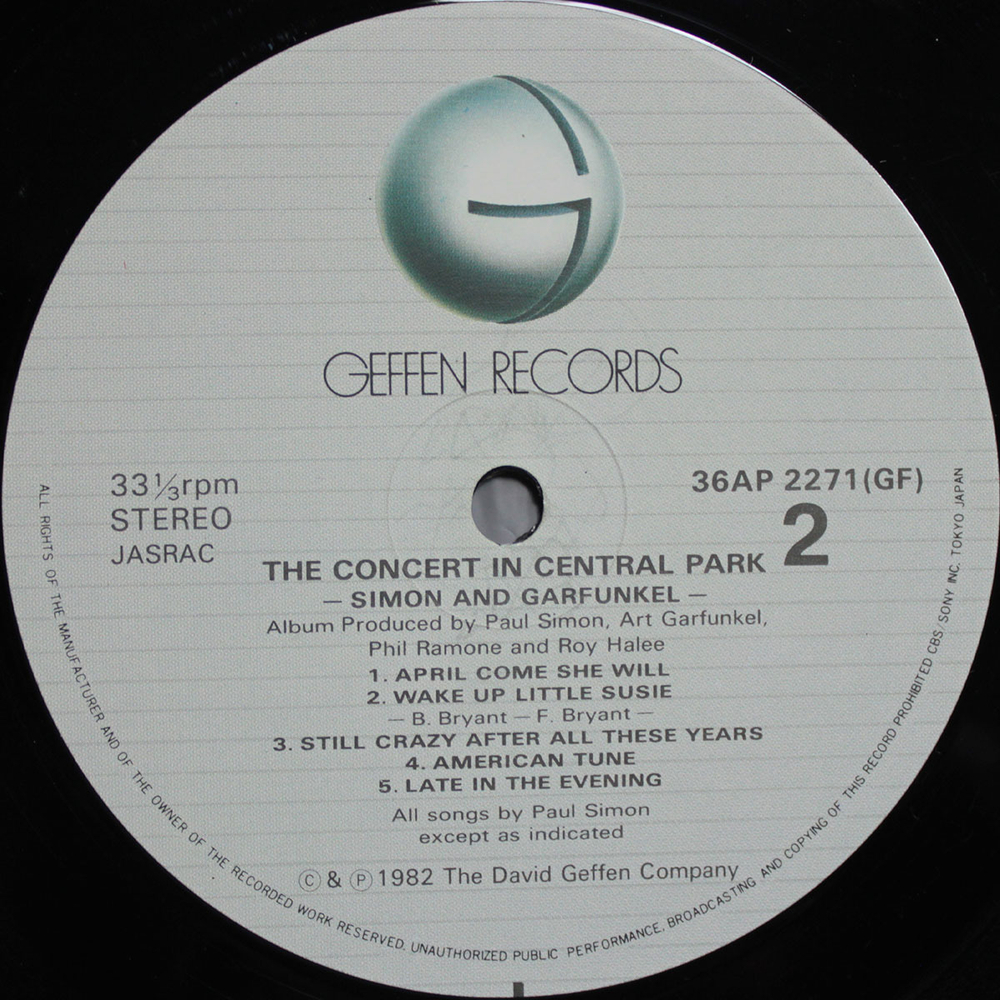 GEFFEN RECORDS
33⅓rpm
STEREO
JASRAC
36AP 2271(GF)
2
THE CONCERT IN CENTRAL PARK
— SIMON AND GARFUNKEL —
Album Produced by Paul Simon, Art Garfunkel,
Phil Ramone and Roy Halee
1. APRIL COME SHE WILL
2. WAKE UP LITTLE SUSIE
— B. Bryant — F. Bryant —
3. STILL CRAZY AFTER ALL THESE YEARS
4. AMERICAN TUNE
5. LATE IN THE EVENING
All songs by Paul Simon
except as indicated
Ⓒ & Ⓟ 1982 The David Geffen Company
ALL RIGHTS OF THE MANUFACTURER AND OF THE OWNER OF THE RECORDED WORK RESERVED. UNAUTHORIZED PUBLIC PERFORMANCE, BROADCASTING AND COPYING OF THIS RECORD PROHIBITED CBS/SONY INC. TOKYO JAPAN